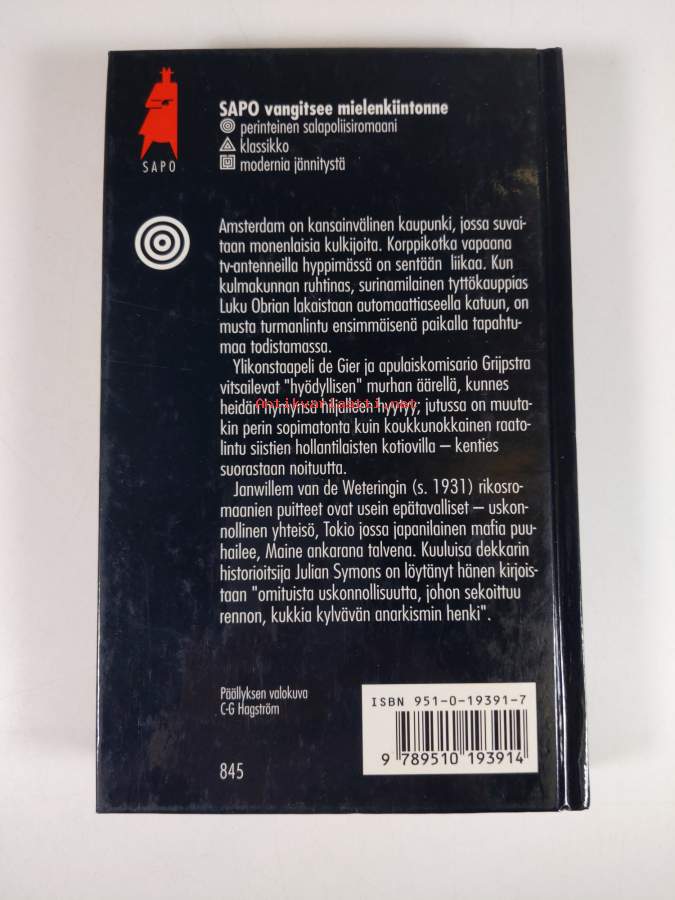 SAPO
SAPO vangitsee mielenkiintonne
perinteinen salapoliisiromaani
klassikko
modernia jännitystä
Amsterdam on kansainvälinen kaupunki, jossa suvai-
taan monenlaisia kulkijoita. Korppikotka vapaana
tv-antenneilla hyppimässä on sentään liikaa. Kun
kulmakunnan ruhtinas, surinamilainen tyttökauppias
Luku Obrian lakaistaan automaattiaseella katuun, on
musta turmanlintu ensimmäisenä paikalla tapahtu-
maa todistamassa.
Ylikonstaapeli de Gier ja apulaiskomisario Grijpstra
vitsailevat "hyödyllisen" murhan äärellä, kunnes
heidän hymynsä hiljalleen hyytyy; jutussa on muuta-
kin perin sopimatonta kuin koukkunokkainen raato-
lintu siistien hollantilaisten kotiovilla – kenties
suorastaan noituutta.
Janwillem van de Weteringin (s. 1931) rikosro-
maanien puitteet ovat usein epätavalliset – uskon-
nollinen yhteisö, Tokio jossa japanilainen mafia puu-
hailee, Maine ankarana talvena. Kuuluisa dekkarin
historioitsija Julian Symons on löytänyt hänen kirjois-
taan "omituista uskonnollisuutta, johon sekoittuu
rennon, kukkia kylvävän anarkismin henki".
Päällyksen valokuva
C-G Hagström
845
ISBN 951-0-19391-7
9 789510 193914
Antikvariaatti.net